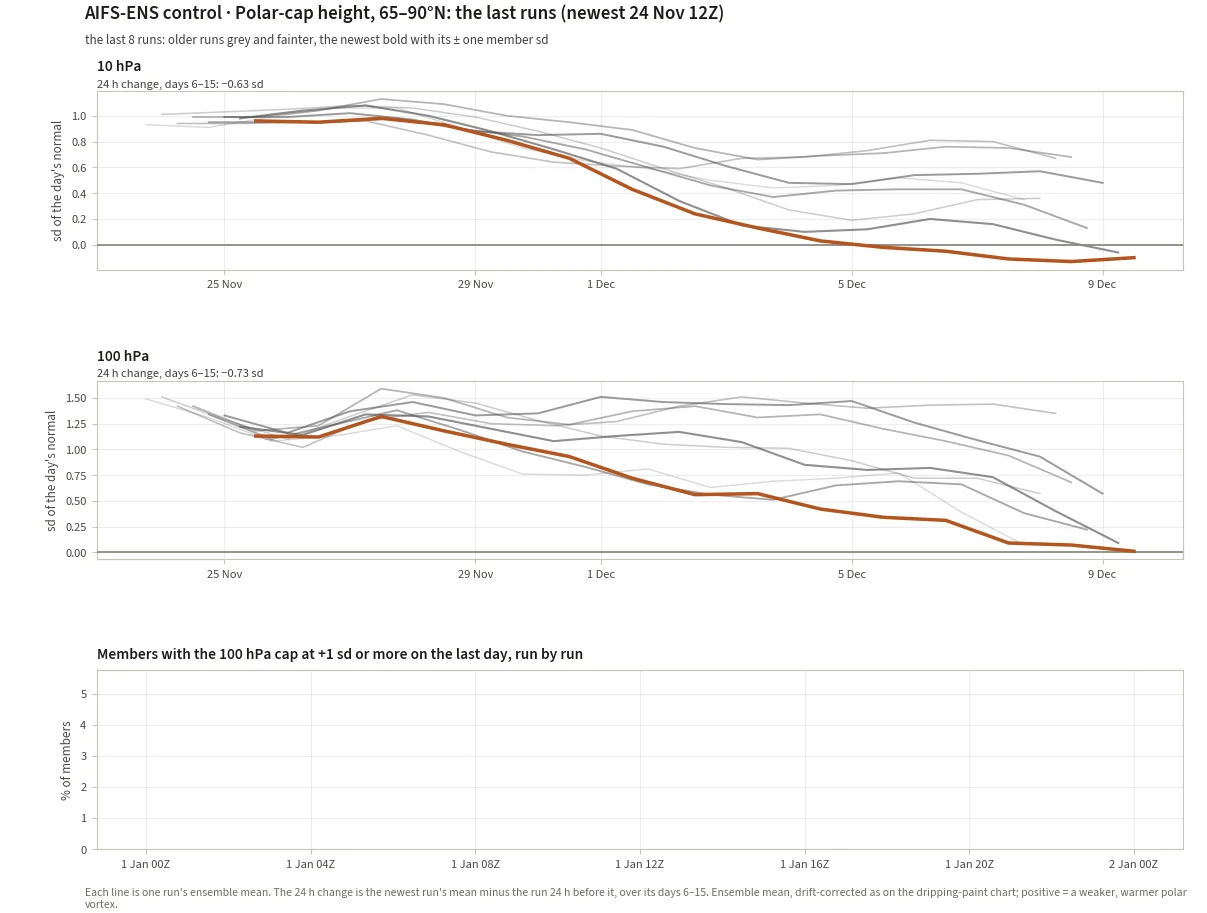 AIFS-ENS control · Polar-cap height, 65–90°N: the last runs (newest 24 Nov 12Z)
the last 8 runs: older runs grey and fainter, the newest bold with its ± one member sd
10 hPa
24 h change, days 6–15: −0.63 sd
sd of the day's normal
1.0
0.8
0.6
0.4
0.2
0.0
25 Nov
29 Nov
1 Dec
5 Dec
9 Dec
100 hPa
24 h change, days 6–15: −0.73 sd
sd of the day's normal
1.50
1.25
1.00
0.75
0.50
0.25
0.00
25 Nov
29 Nov
1 Dec
5 Dec
9 Dec
Members with the 100 hPa cap at +1 sd or more on the last day, run by run
% of members
5
4
3
2
1
0
1 Jan 00Z
1 Jan 04Z
1 Jan 08Z
1 Jan 12Z
1 Jan 16Z
1 Jan 20Z
2 Jan 00Z
Each line is one run's ensemble mean. The 24 h change is the newest run's mean minus the run 24 h before it, over its days 6–15. Ensemble mean, drift-corrected as on the dripping-paint chart; positive = a weaker, warmer polar
vortex.